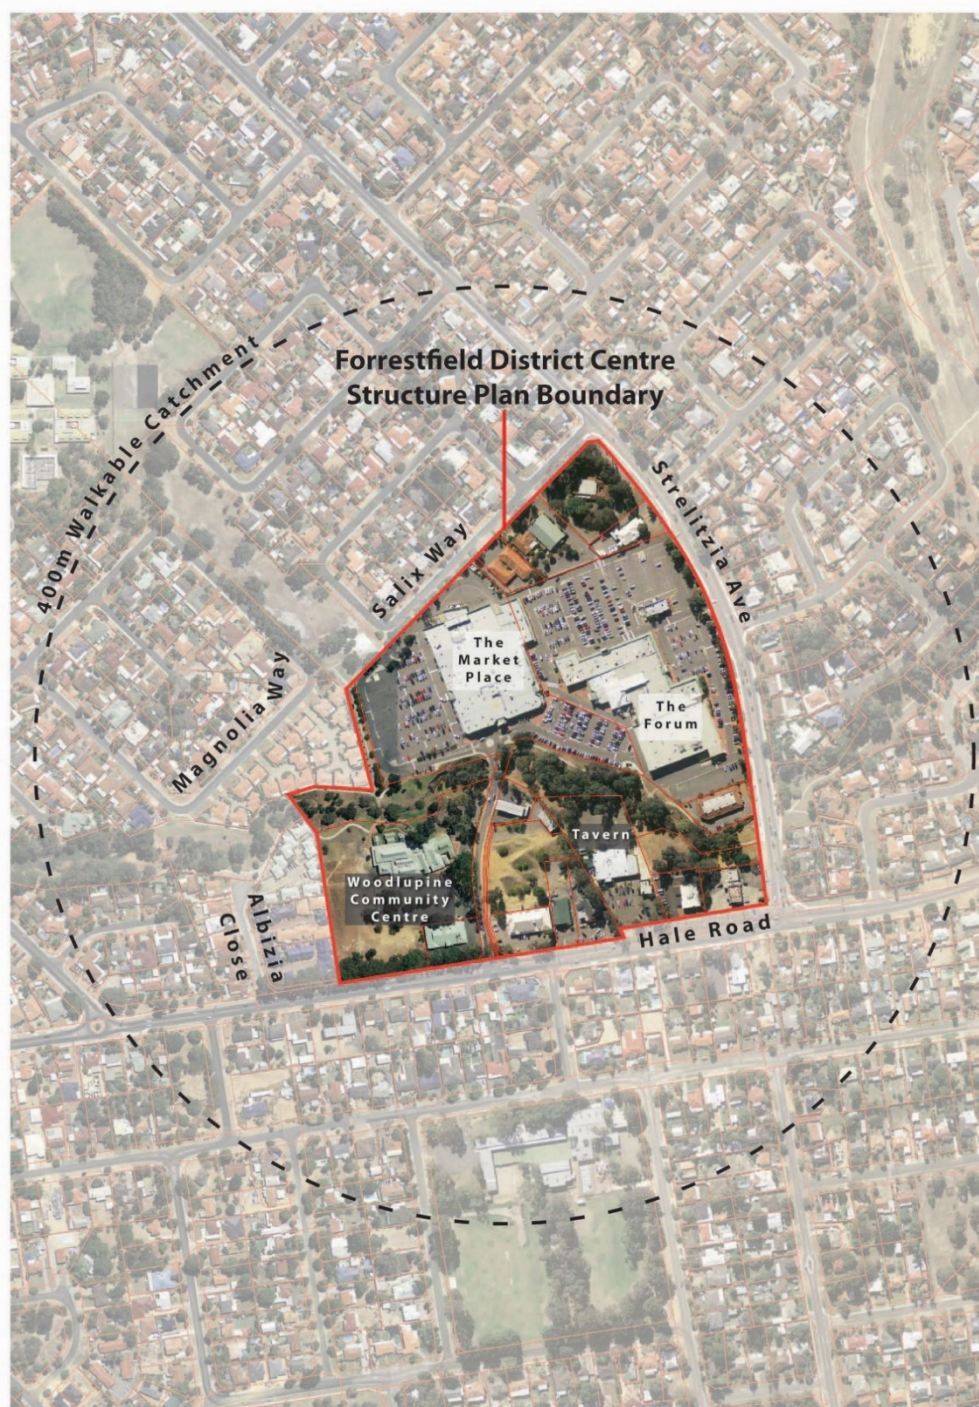 400m Walkable Catchment
Forrestfield District Centre
Structure Plan Boundary
Strelitzia Ave
Salix Way
The
Market
Place
Magnolia Way
The
Forum
Tavern
Woodlupine
Community
Centre
Albizia
Close
Hale Road